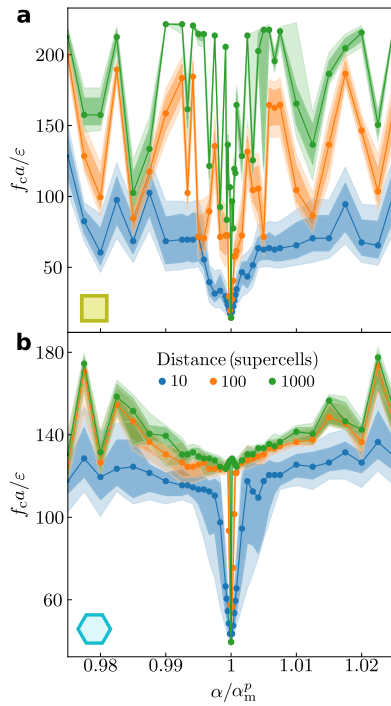 a
200
150
100
50
f_c a/ε
b
Distance (supercells)
10 100 1000
180
140
100
60
f_c a/ε
0.98 0.99 1 1.01 1.02
α/α_m^p